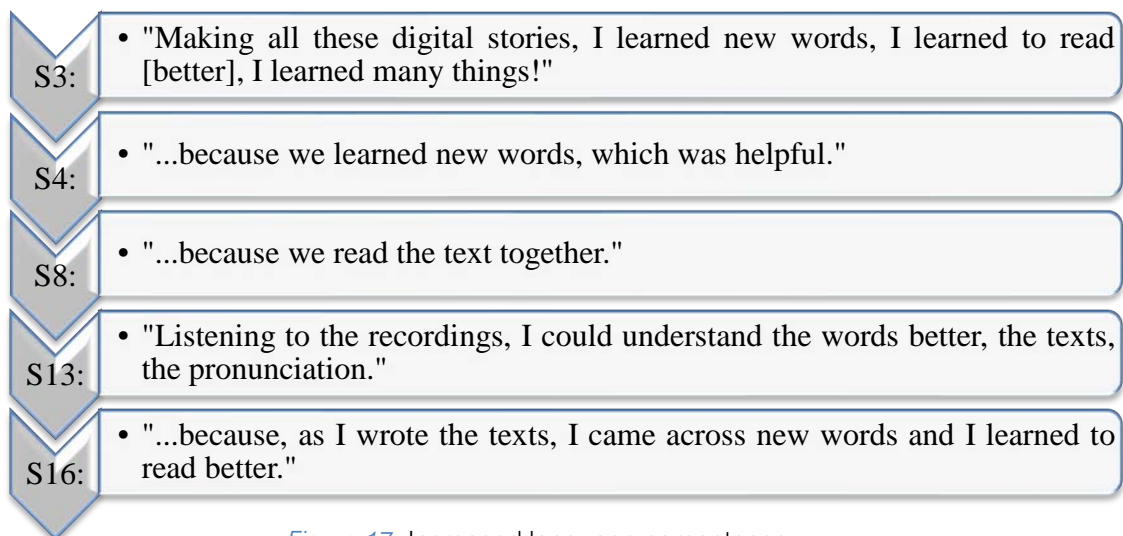 S3:
• "Making all these digital stories, I learned new words, I learned to read
[better], I learned many things!"
S4:
• "...because we learned new words, which was helpful."
S8:
• "...because we read the text together."
S13:
• "Listening to the recordings, I could understand the words better, the texts,
the pronunciation."
S16:
• "...because, as I wrote the texts, I came across new words and I learned to
read better."
Figure 17.